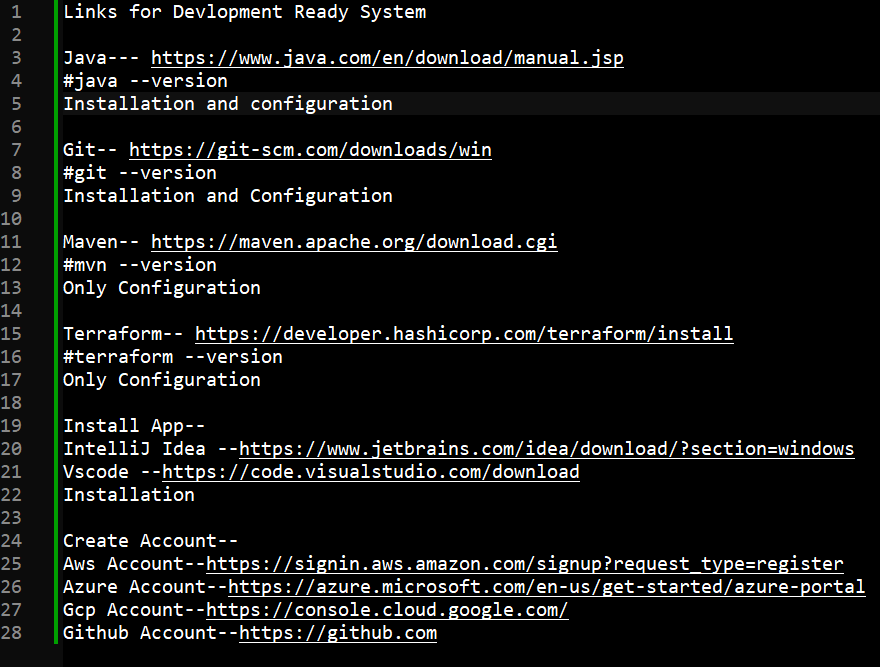 1 Links for Devlopment Ready System
2
3 Java--- https://www.java.com/en/download/manual.jsp
4 #java --version
5 Installation and configuration
6
7 Git-- https://git-scm.com/downloads/win
8 #git --version
9 Installation and Configuration
10
11 Maven-- https://maven.apache.org/download.cgi
12 #mvn --version
13 Only Configuration
14
15 Terraform-- https://developer.hashicorp.com/terraform/install
16 #terraform --version
17 Only Configuration
18
19 Install App--
20 IntelliJ Idea --https://www.jetbrains.com/idea/download/?section=windows
21 Vscode --https://code.visualstudio.com/download
22 Installation
23
24 Create Account--
25 Aws Account--https://signin.aws.amazon.com/signup?request_type=register
26 Azure Account--https://azure.microsoft.com/en-us/get-started/azure-portal
27 Gcp Account--https://console.cloud.google.com/
28 Github Account--https://github.com